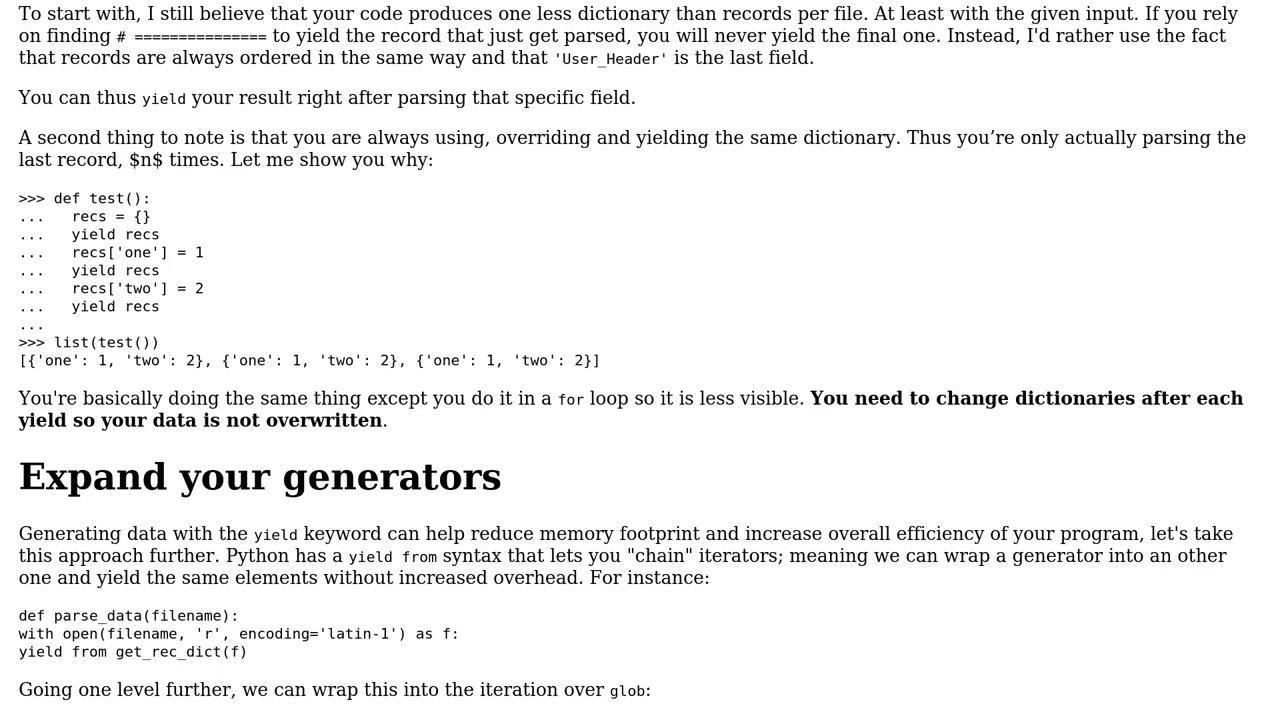 To start with, I still believe that your code produces one less dictionary than records per file. At least with the given input. If you rely
on finding # =============== to yield the record that just get parsed, you will never yield the final one. Instead, I'd rather use the fact
that records are always ordered in the same way and that 'User_Header' is the last field.
You can thus yield your result right after parsing that specific field.
A second thing to note is that you are always using, overriding and yielding the same dictionary. Thus you’re only actually parsing the
last record, $n$ times. Let me show you why:
>>> def test():
...   recs = {}
...   yield recs
...   recs['one'] = 1
...   yield recs
...   recs['two'] = 2
...   yield recs
...
>>> list(test())
[{'one': 1, 'two': 2}, {'one': 1, 'two': 2}, {'one': 1, 'two': 2}]
You're basically doing the same thing except you do it in a for loop so it is less visible. You need to change dictionaries after each
yield so your data is not overwritten.
Expand your generators
Generating data with the yield keyword can help reduce memory footprint and increase overall efficiency of your program, let's take
this approach further. Python has a yield from syntax that lets you "chain" iterators; meaning we can wrap a generator into an other
one and yield the same elements without increased overhead. For instance:
def parse_data(filename):
with open(filename, 'r', encoding='latin-1') as f:
yield from get_rec_dict(f)
Going one level further, we can wrap this into the iteration over glob: